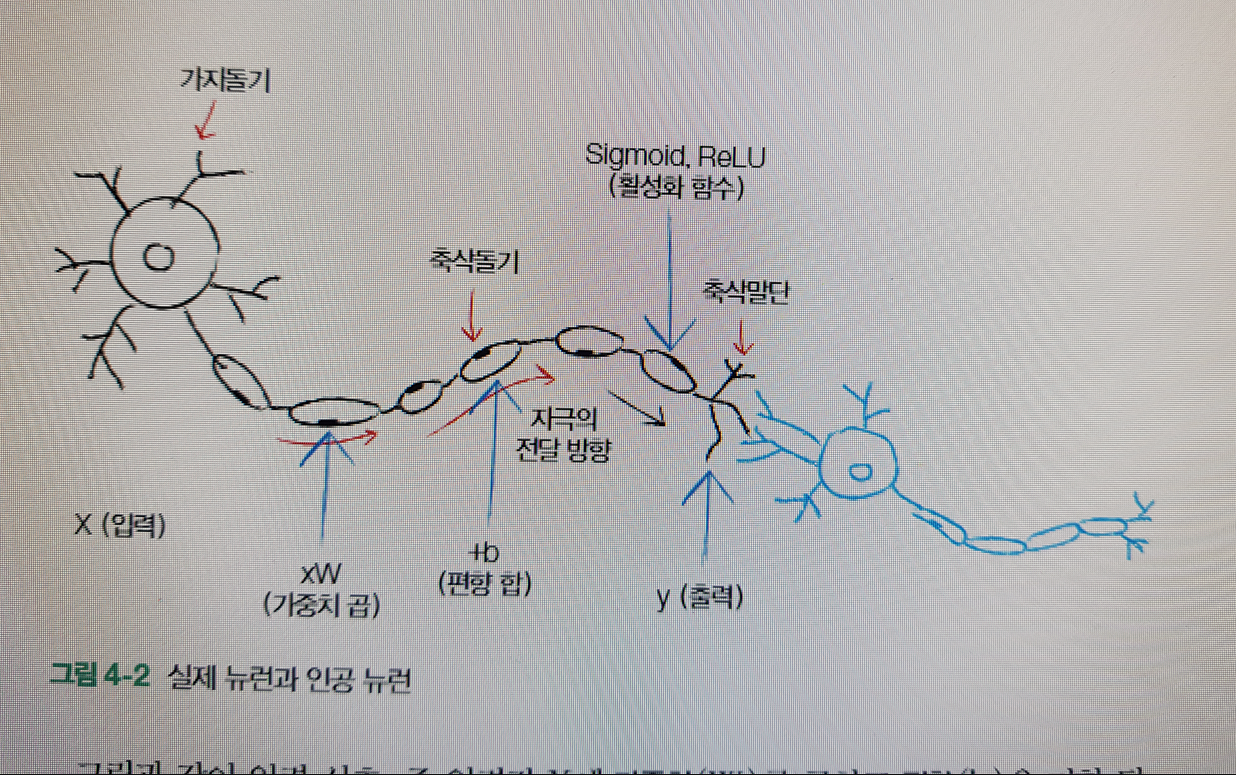 가지돌기
Sigmoid, ReLU
(활성화 함수)
축삭돌기
축삭말단
자극의
전달 방향
X (입력)
+b
(편향 합)
xW
(가중치 곱)
y (출력)
그림 4-2 실제 뉴런과 인공 뉴런